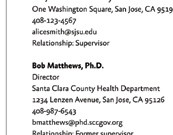 One Washington Square, San Jose, CA 9519
408-123-4567
alicesmith@sjsu.edu
Relationship: Supervisor
Bob Matthews, Ph.D.
Director
Santa Clara County Health Department
1234 Lenzen Avenue, San Jose, CA 95126
408-987-6543
bmatthews@phd.sccgov.org
Relationship: Former supervisor